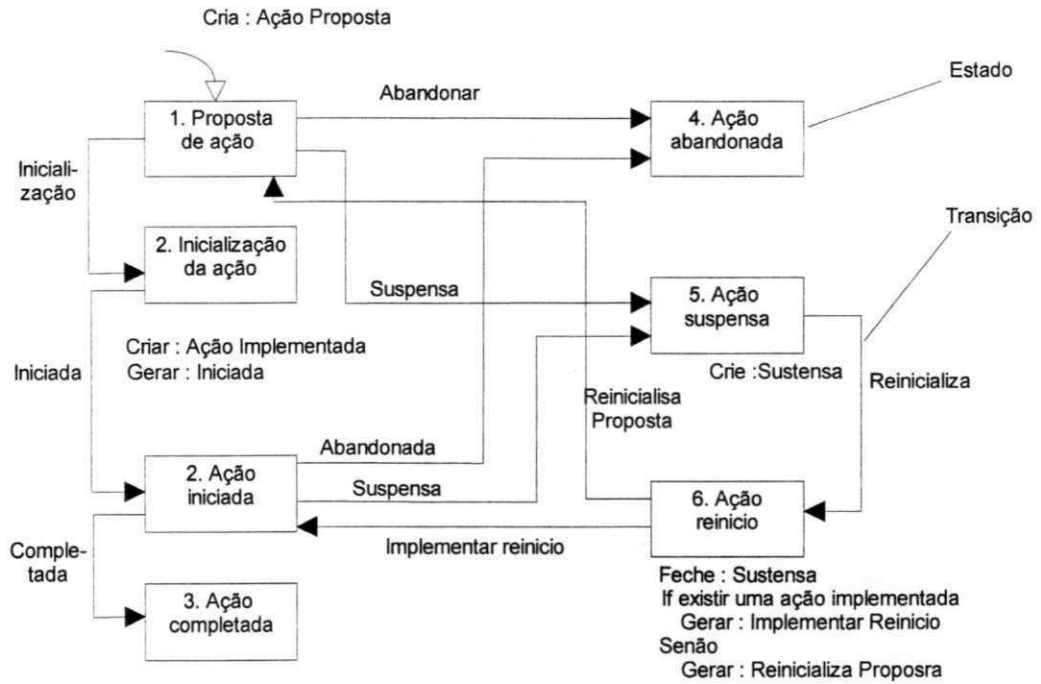 Cria : Ação Proposta
Estado
Abandonar
1. Proposta
de ação
4. Ação
abandonada
Iniciali-
zação
Transição
2. Inicialização
da ação
Suspensa
5. Ação
suspensa
Criar : Ação Implementada
Gerar : Iniciada
Iniciada
Crie :Sustensa
Reinicializa
Reinicialisa
Proposta
Abandonada
2. Ação
iniciada
Suspensa
6. Ação
reinicio
Implementar reinicio
Comple-
tada
3. Ação
completada
Feche : Sustensa
If existir uma ação implementada
Gerar : Implementar Reinicio
Senão
Gerar : Reinicializa Proposra